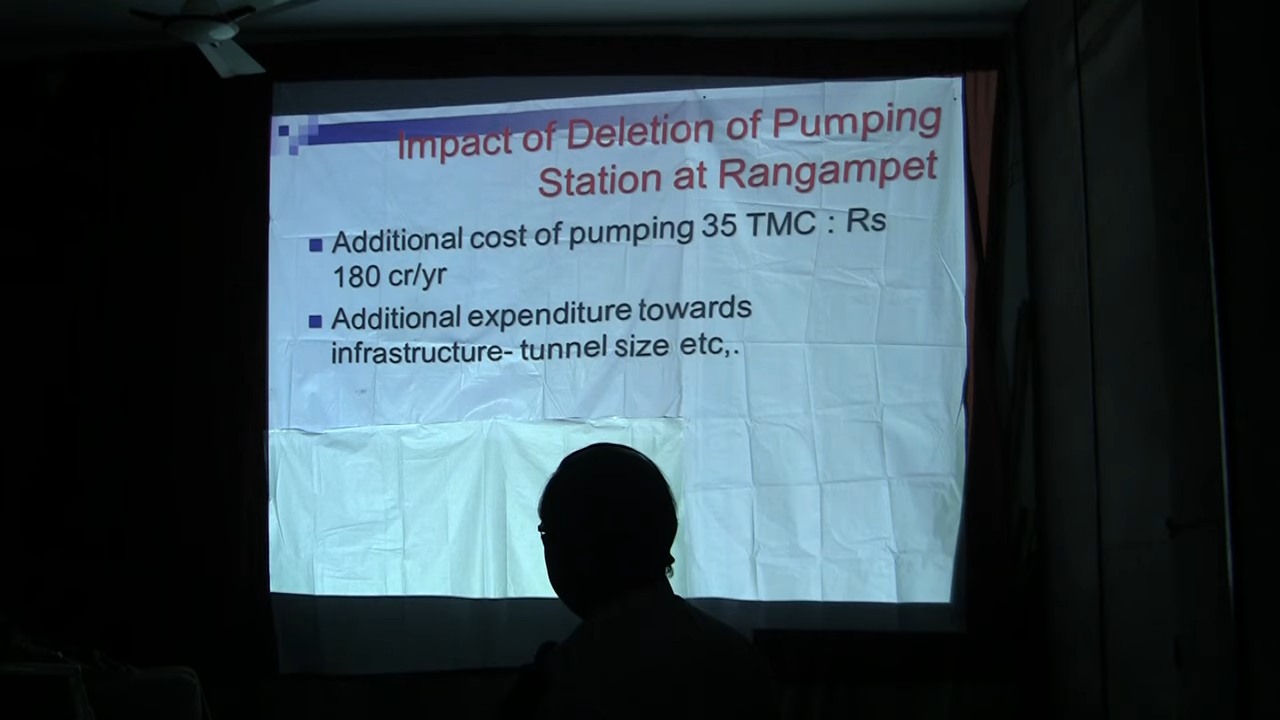 Impact of Deletion of Pumping
Station at Rangampet
Additional cost of pumping 35 TMC : Rs
180 cr/yr
Additional expenditure towards
infrastructure- tunnel size etc,.